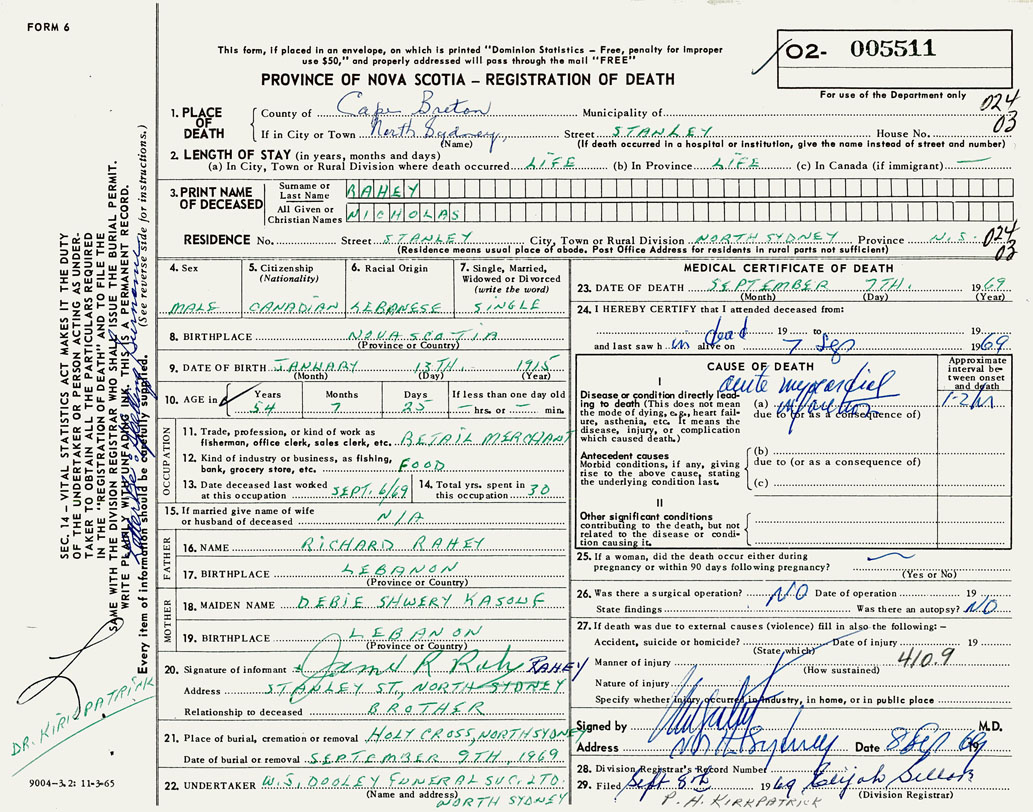 FORM 6
This form, if placed in an envelope, on which is printed "Dominion Statistics – Free, penalty for improper
use $50," and properly addressed will pass through the mail "FREE"
PROVINCE OF NOVA SCOTIA – REGISTRATION OF DEATH
02- 005511
For use of the Department only
024
03
1. PLACE OF DEATH
County of Cape Breton Municipality of
If in City or Town North Sydney, Street STANLEY House No.
(Name) (If death occurred in a hospital or institution, give the name instead of street and number)
2. LENGTH OF STAY (in years, months and days)
(a) In City, Town or Rural Division where death occurred LIFE (b) In Province LIFE (c) In Canada (if immigrant) —
3. PRINT NAME OF DECEASED
Surname or Last Name RAHEY
All Given or Christian Names NICHOLAS
RESIDENCE No. Street STANLEY City, Town or Rural Division NORTH SYDNEY Province N.S.
(Residence means usual place of abode. Post Office Address for residents in rural parts not sufficient)
024
03
4. Sex
MALE
5. Citizenship (Nationality)
CANADIAN
6. Racial Origin
LEBANESE
7. Single, Married, Widowed or Divorced (write the word)
SINGLE
8. BIRTHPLACE NOVA SCOTIA
(Province or Country)
9. DATE OF BIRTH JANUARY 13TH 1915
(Month) (Day) (Year)
10. AGE in Years Months Days If less than one day old
54 7 25 — hrs. or — min.
OCCUPATION
11. Trade, profession, or kind of work as
fisherman, office clerk, sales clerk, etc. RETAIL MERCHANT
12. Kind of industry or business, as fishing,
bank, grocery store, etc. FOOD
13. Date deceased last worked
at this occupation SEPT. 6/69
14. Total yrs. spent in
this occupation 30
15. If married give name of wife
or husband of deceased N/A
FATHER
16. NAME RICHARD RAHEY
17. BIRTHPLACE LEBANON
(Province or Country)
MOTHER
18. MAIDEN NAME DEBIE SHWERY KASOUF
19. BIRTHPLACE LEBANON
(Province or Country)
20. Signature of informant James R Rahey RAHEY
Address STANLEY ST., NORTH SYDNEY
Relationship to deceased BROTHER
21. Place of burial, cremation or removal HOLY CROSS, NORTH SYDNEY
Date of burial or removal SEPTEMBER 9TH, 1969
22. UNDERTAKER W.J. DOOLEY FUNERAL SUC. LTD.
(Name and address) NORTH SYDNEY
MEDICAL CERTIFICATE OF DEATH
23. DATE OF DEATH SEPTEMBER 7TH. 1969
(Month) (Day) (Year)
24. I HEREBY CERTIFY that I attended deceased from:
19 to 19
and last saw him alive on dead 7 Sep 1969
CAUSE OF DEATH
Approximate interval between onset and death
I
Disease or condition directly leading to death (This does not mean the mode of dying, e.g., heart failure, asthenia, etc. It means the disease, injury, or complication which caused death.)
(a) acute myocardial infarction
due to (or as a consequence of)
Antecedent causes
Morbid conditions, if any, giving rise to the above cause, stating the underlying condition last.
(b)
due to (or as a consequence of)
(c)
II
Other significant conditions
contributing to the death, but not related to the disease or condition causing it.
25. If a woman, did the death occur either during
pregnancy or within 90 days following pregnancy?
(Yes or No)
26. Was there a surgical operation? NO Date of operation 19
State findings Was there an autopsy? NO
27. If death was due to external causes (violence) fill in also the following:–
Accident, suicide or homicide? Date of injury 19
(State which)
Manner of injury
(How sustained)
410.9
Nature of injury
Specify whether injury occurred in industry, in home, or in public place
Signed by M.D.
Address North Sydney Date 8 Sep 69
28. Division Registrar's Record Number
29. Filed Sept 8th 1969
(Division Registrar)
P. H. KIRKPATRICK
SEC. 14 – VITAL STATISTICS ACT MAKES IT THE DUTY
OF THE UNDERTAKER OR PERSON ACTING AS UNDER-
TAKER TO OBTAIN ALL THE PARTICULARS REQUIRED
IN THE "REGISTRATION OF DEATH" AND TO FILE THE
SAME WITH THE DIVISION REGISTRAR WHO SHALL ISSUE THE BURIAL PERMIT.
WRITE PLAINLY WITH UNFADING INK. THIS IS A PERMANENT RECORD.
Every item of information should be carefully supplied. (See reverse side for instructions.)
DR. KIRKPATRICK
9004–3.2: 11-3-65